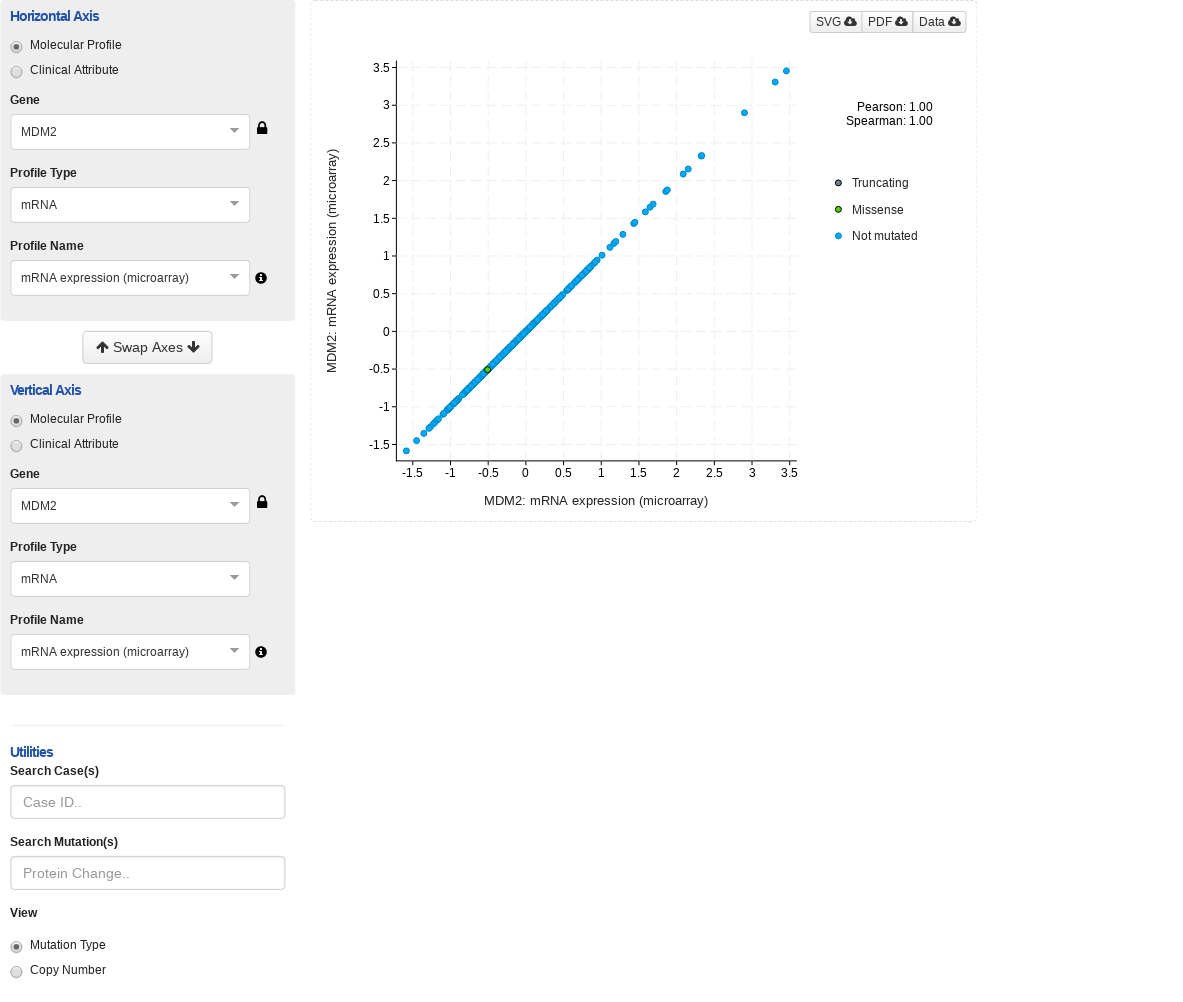 Horizontal Axis
Molecular Profile
Clinical Attribute
Gene
MDM2
Profile Type
mRNA
Profile Name
mRNA expression (microarray)
Swap Axes
Vertical Axis
Molecular Profile
Clinical Attribute
Gene
MDM2
Profile Type
mRNA
Profile Name
mRNA expression (microarray)
Utilities
Search Case(s)
Case ID..
Search Mutation(s)
Protein Change..
View
Mutation Type
Copy Number
SVG PDF Data
3.5
3
2.5
2
1.5
1
0.5
0
-0.5
-1
-1.5
MDM2: mRNA expression (microarray)
-1.5 -1 -0.5 0 0.5 1 1.5 2 2.5 3 3.5
MDM2: mRNA expression (microarray)
Pearson: 1.00
Spearman: 1.00
Truncating
Missense
Not mutated